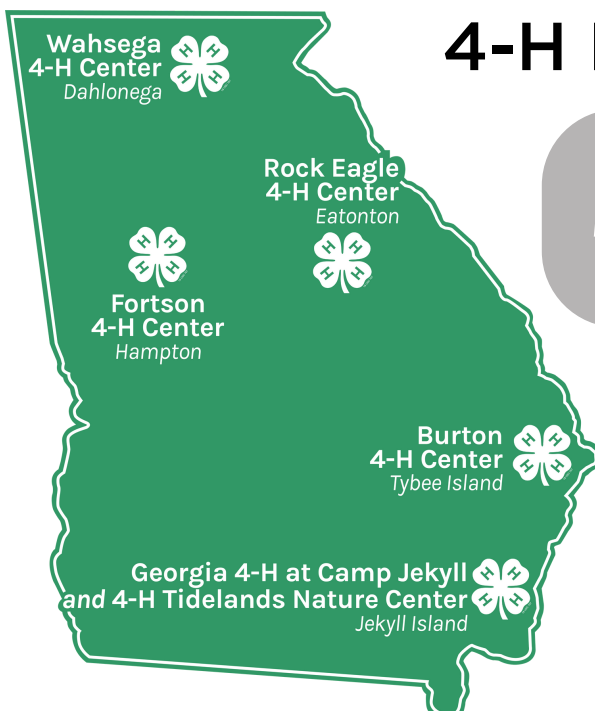 4-H
Wahsega
4-H Center
Dahlonega
Rock Eagle
4-H Center
Eatonton
Fortson
4-H Center
Hampton
Burton
4-H Center
Tybee Island
Georgia 4-H at Camp Jekyll
and 4-H Tidelands Nature Center
Jekyll Island
H H
H H
H H
H H
H H
H H
H H
H H
H H
H H